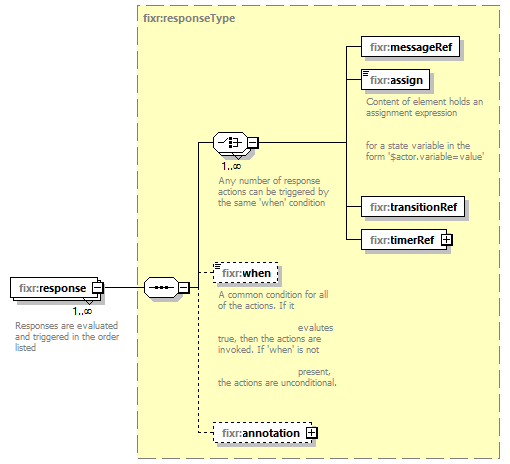 fixr:responseType
fixr:messageRef
fixr:assign
Content of element holds an
assignment expression
for a state variable in the
form '$actor.variable=value'
1..∞
Any number of response
actions can be triggered by
the same 'when' condition
fixr:transitionRef
fixr:timerRef
fixr:response
1..∞
Responses are evaluated
and triggered in the order
listed
fixr:when
A common condition for all
of the actions. If it
evalutes
true, then the actions are
invoked. If 'when' is not
present,
the actions are unconditional.
fixr:annotation